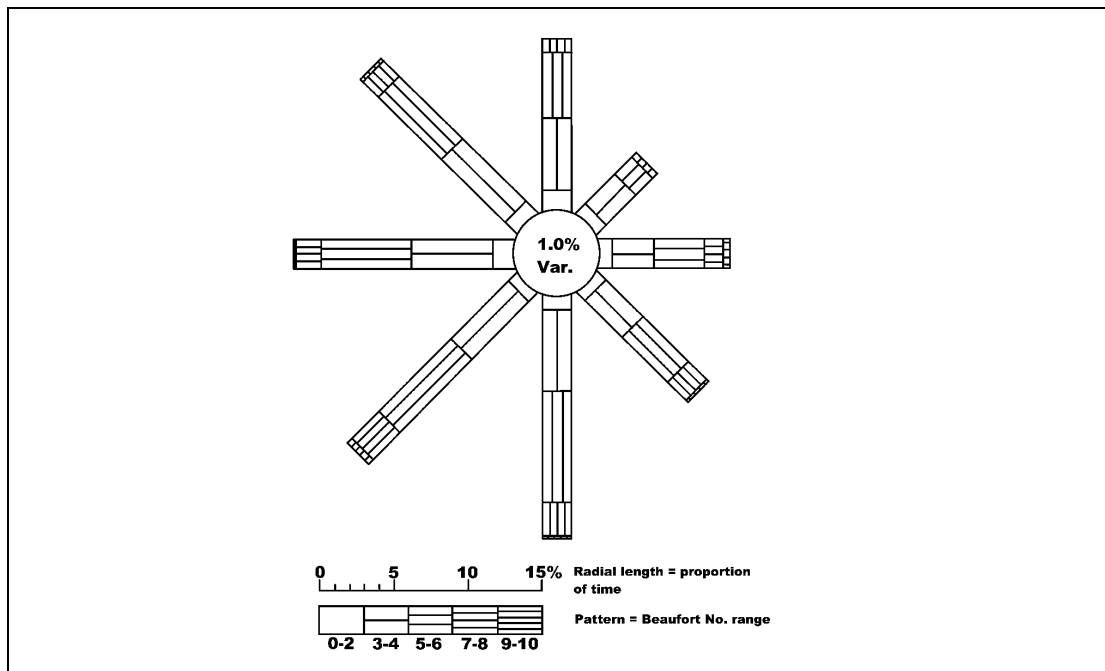 1.0%
Var.
0 5 10 15%
Radial length = proportion
of time
Pattern = Beaufort No. range
0-2 3-4 5-6 7-8 9-10